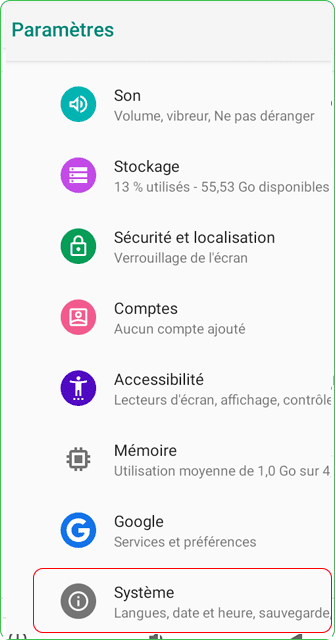 Paramètres
Son
Volume, vibreur, Ne pas déranger
Stockage
13 % utilisés - 55,53 Go disponibles
Sécurité et localisation
Verrouillage de l'écran
Comptes
Aucun compte ajouté
Accessibilité
Lecteurs d'écran, affichage, contrôle
Mémoire
Utilisation moyenne de 1,0 Go sur 4
Google
Services et préférences
Système
Langues, date et heure, sauvegarde,